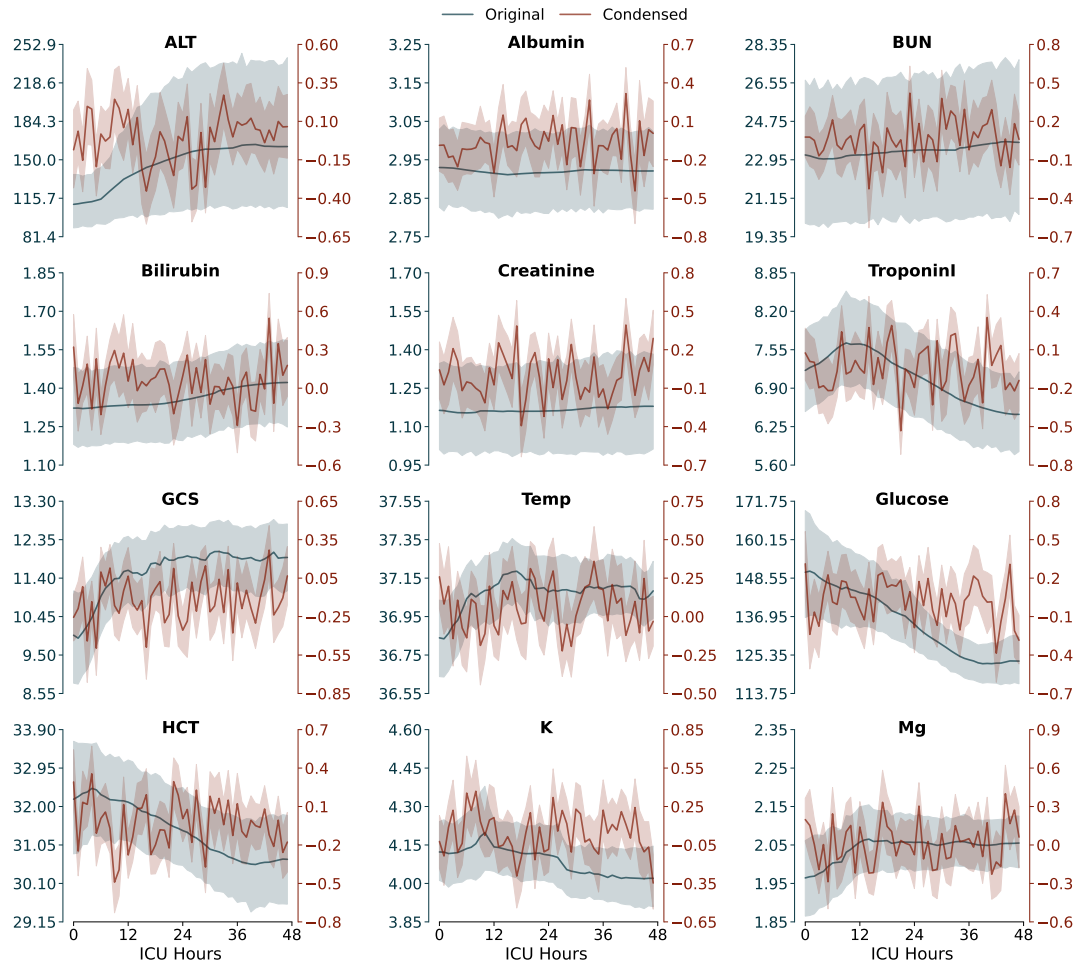 Original Condensed
ALT Albumin BUN
252.9 0.60 3.25 0.7 28.35 0.8
218.6 0.35 3.15 0.4 26.55 0.5
184.3 0.10 3.05 0.1 24.75 0.2
150.0 −0.15 2.95 −0.2 22.95 −0.1
115.7 −0.40 2.85 −0.5 21.15 −0.4
81.4 −0.65 2.75 −0.8 19.35 −0.7
Bilirubin Creatinine TroponinI
1.85 0.9 1.70 0.8 8.85 0.7
1.70 0.6 1.55 0.5 8.20 0.4
1.55 0.3 1.40 0.2 7.55 0.1
1.40 0.0 1.25 −0.1 6.90 −0.2
1.25 −0.3 1.10 −0.4 6.25 −0.5
1.10 −0.6 0.95 −0.7 5.60 −0.8
GCS Temp Glucose
13.30 0.65 37.55 0.75 171.75 0.8
12.35 0.35 37.35 0.50 160.15 0.5
11.40 0.05 37.15 0.25 148.55 0.2
10.45 −0.25 36.95 0.00 136.95 −0.1
9.50 −0.55 36.75 −0.25 125.35 −0.4
8.55 −0.85 36.55 −0.50 113.75 −0.7
HCT K Mg
33.90 0.7 4.60 0.85 2.35 0.9
32.95 0.4 4.45 0.55 2.25 0.6
32.00 0.1 4.30 0.25 2.15 0.3
31.05 −0.2 4.15 −0.05 2.05 0.0
30.10 −0.5 4.00 −0.35 1.95 −0.3
29.15 −0.8 3.85 −0.65 1.85 −0.6
0 12 24 36 48 0 12 24 36 48 0 12 24 36 48
ICU Hours ICU Hours ICU Hours